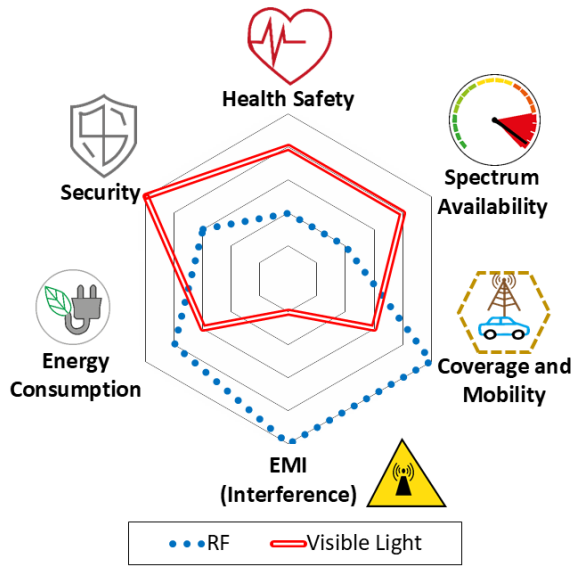 Health Safety
Security
Spectrum
Availability
Energy
Consumption
Coverage and
Mobility
EMI
(Interference)
RF
Visible Light